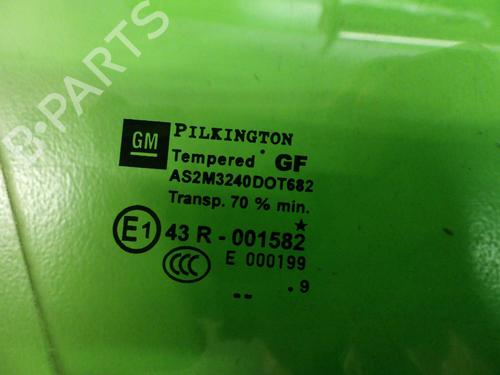 B-PARTS
GM PILKINGTON
Tempered GF
AS2M3240DOT682
Transp. 70 % min.
E1 43 R - 001582
CCC E 000199
-- .9